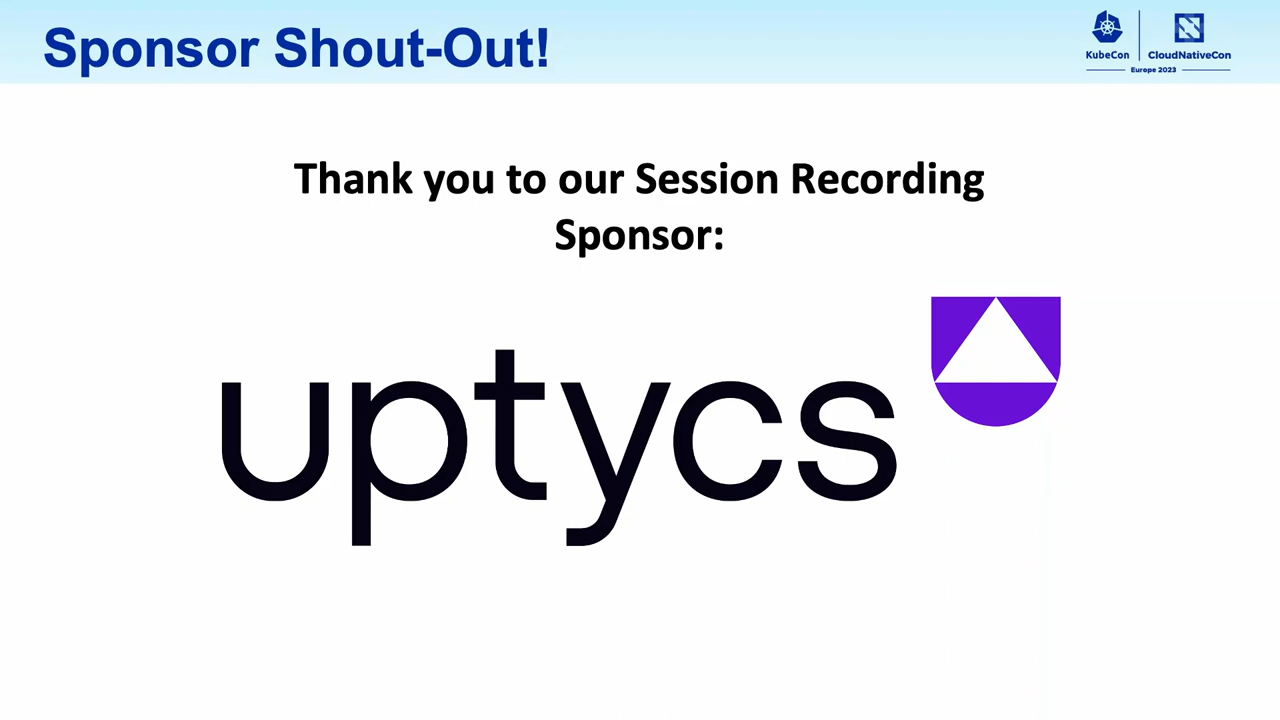 Sponsor Shout-Out!
KubeCon
CloudNativeCon
Europe 2023
Thank you to our Session Recording
Sponsor:
uptycs